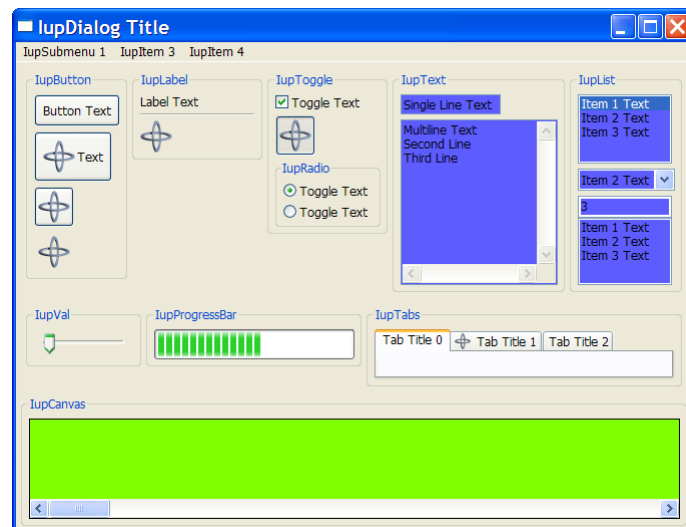 IupDialog Title
IupSubmenu 1 IupItem 3 IupItem 4
IupButton
Button Text
Text
IupLabel
Label Text
IupToggle
Toggle Text
IupRadio
Toggle Text
Toggle Text
IupText
Single Line Text
Multiline Text
Second Line
Third Line
IupList
Item 1 Text
Item 2 Text
Item 3 Text
Item 2 Text
3
Item 1 Text
Item 2 Text
Item 3 Text
IupVal
IupProgressBar
IupTabs
Tab Title 0 Tab Title 1 Tab Title 2
IupCanvas